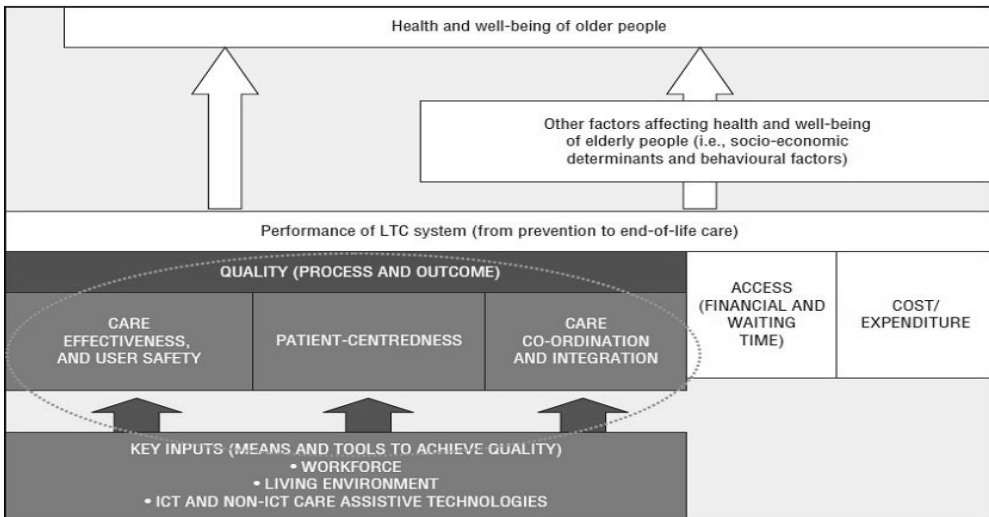 Health and well-being of older people
Other factors affecting health and well-being
of elderly people (i.e., socio-economic
determinants and behavioural factors)
Performance of LTC system (from prevention to end-of-life care)
QUALITY (PROCESS AND OUTCOME)
CARE
EFFECTIVENESS,
AND USER SAFETY
PATIENT-CENTREDNESS
CARE
CO-ORDINATION
AND INTEGRATION
ACCESS
(FINANCIAL AND
WAITING
TIME)
COST/
EXPENDITURE
KEY INPUTS (MEANS AND TOOLS TO ACHIEVE QUALITY)
• WORKFORCE
• LIVING ENVIRONMENT
• ICT AND NON-ICT CARE ASSISTIVE TECHNOLOGIES